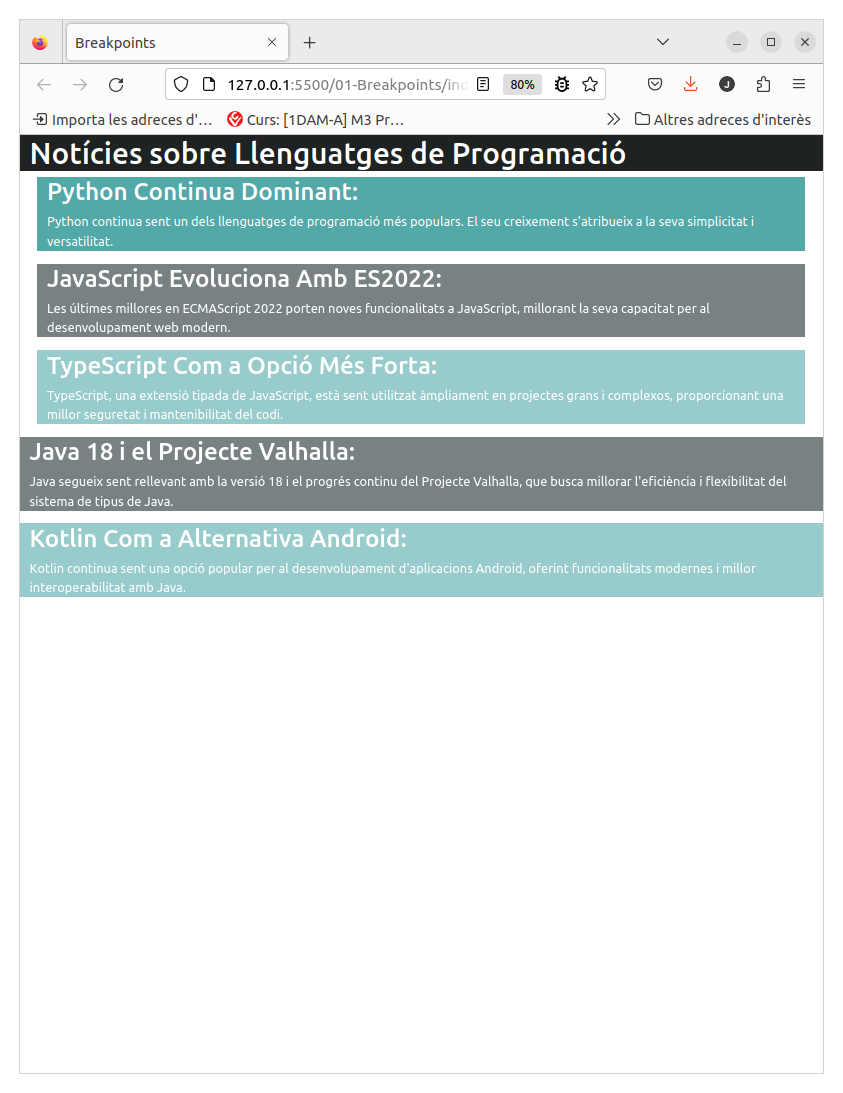 Breakpoints
127.0.0.1:5500/01-Breakpoints/ind
80%
J
Importa les adreces d'...
Curs: [1DAM-A] M3 Pr...
Altres adreces d'interès
Notícies sobre Llenguatges de Programació
Python Continua Dominant:
Python continua sent un dels llenguatges de programació més populars. El seu creixement s'atribueix a la seva simplicitat i
versatilitat.
JavaScript Evoluciona Amb ES2022:
Les últimes millores en ECMAScript 2022 porten noves funcionalitats a JavaScript, millorant la seva capacitat per al
desenvolupament web modern.
TypeScript Com a Opció Més Forta:
TypeScript, una extensió tipada de JavaScript, està sent utilitzat àmpliament en projectes grans i complexos, proporcionant una
millor seguretat i mantenibilitat del codi.
Java 18 i el Projecte Valhalla:
Java segueix sent rellevant amb la versió 18 i el progrés continu del Projecte Valhalla, que busca millorar l'eficiència i flexibilitat del
sistema de tipus de Java.
Kotlin Com a Alternativa Android:
Kotlin continua sent una opció popular per al desenvolupament d'aplicacions Android, oferint funcionalitats modernes i millor
interoperabilitat amb Java.